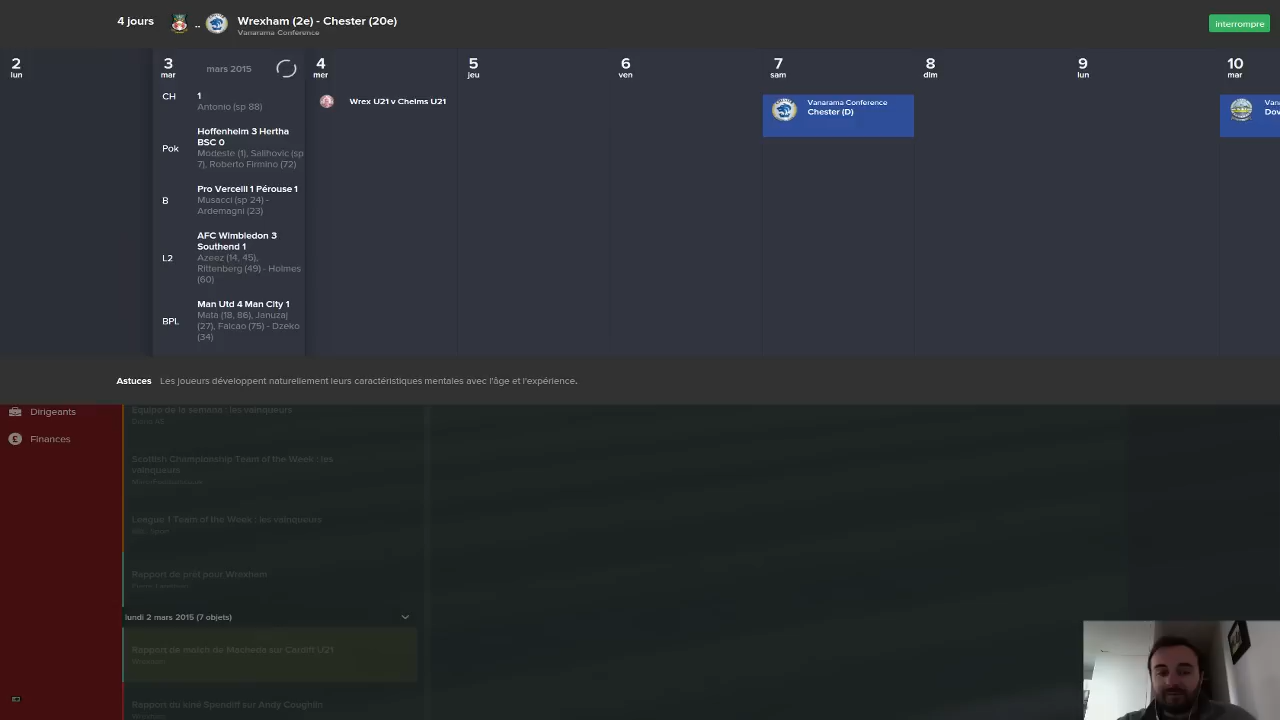 4 jours
Wrexham (2e) - Chester (20e)
Vanarama Conference
interrompre
2
lun
3
mar
mars 2015
4
mer
5
jeu
6
ven
7
sam
8
dim
9
lun
10
mar
CH
1
Antonio (sp 88)
Pok
Hoffenheim 3 Hertha
BSC 0
Modeste (1), Salihovic (sp
7), Roberto Firmino (72)
B
Pro Vercelli 1 Pérouse 1
Musacci (sp 24) -
Ardemagni (23)
L2
AFC Wimbledon 3
Southend 1
Azeez (14, 45),
Rittenberg (49) - Holmes
(60)
BPL
Man Utd 4 Man City 1
Mata (18, 86), Januzaj
(27), Falcao (75) - Dzeko
(34)
Wrex U21 v Chelms U21
Vanarama Conference
Chester (D)
Vana
Dov
Astuces
Les joueurs développent naturellement leurs caractéristiques mentales avec l'âge et l'expérience.
Dirigeants
Finances
Equipe de la semaine : les vainqueurs
Scottish Championship Team of the Week : les
vainqueurs
League 1 Team of the Week : les vainqueurs
Rapport de prêt pour Wrexham
lundi 2 mars 2015 (7 objets)
Rapport de match de Macheda sur Cardiff U21
Wrexham
Rapport du kiné Spendiff sur Andy Coughlin
Wrexham